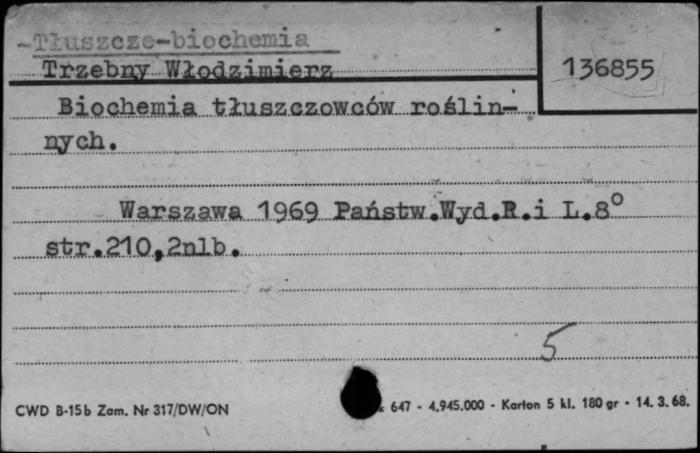 Tłuszcze-biochemia
Trzebny Włodzimierz
136855
Biochemia tłuszczowców roślin-
nych.
Warszawa 1969 Państw.Wyd.R.i L.8°
str.210,2nlb.
5
CWD B-15b Zam. Nr 317/DW/ON
647 - 4.945.000 - Karton 5 kl. 180 gr - 14. 3. 68.